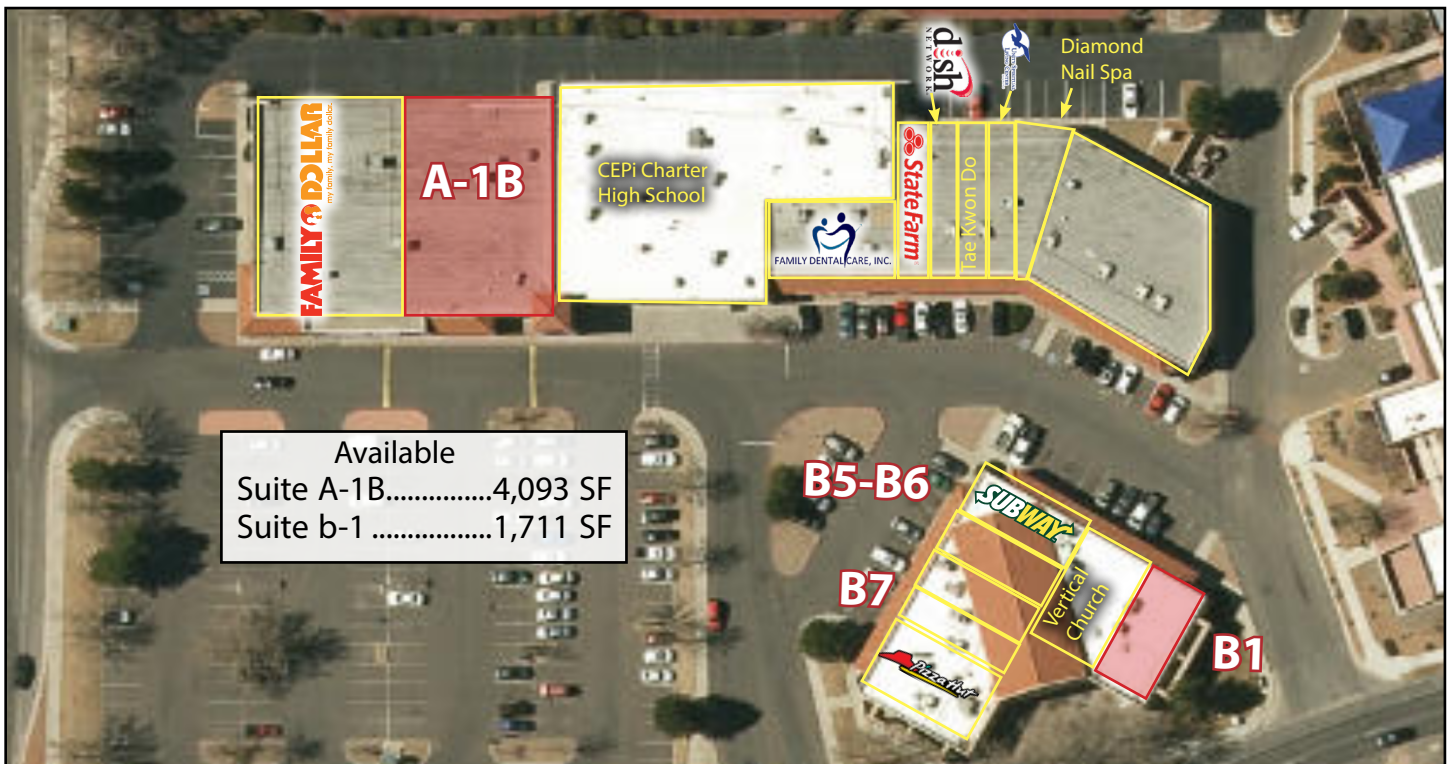 dish
NETWORK
Diamond
Nail Spa
FAMILY DOLLAR
my family, my family dollar.
A-1B
CEPi Charter
High School
FAMILY DENTAL CARE, INC.
State Farm
Tae Kwon Do
Available
Suite A-1B..............4,093 SF
Suite b-1 .................1,711 SF
B5-B6
SUBWAY
B7
Vertical
Church
B1
Pizza Hut